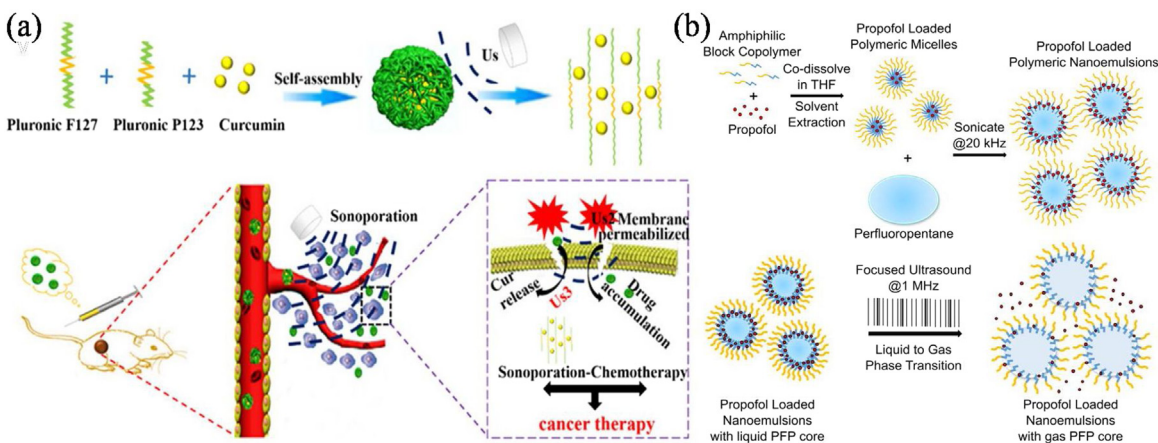 (a)
Us
+
+
Self-assembly
Pluronic F127
Pluronic P123
Curcumin
Sonoporation
Us2
Membrane
permeabilized
Cur
release
Us3
Drug
accumulation
Sonoporation-Chemotherapy
cancer therapy
(b)
Amphiphilic
Block Copolymer
+
Propofol
Co-dissolve
in THF
Solvent
Extraction
Propofol Loaded
Polymeric Micelles
+
Perfluoropentane
Sonicate
@20 kHz
Propofol Loaded
Polymeric Nanoemulsions
Propofol Loaded
Nanoemulsions
with liquid PFP core
Focused Ultrasound
@1 MHz
Liquid to Gas
Phase Transition
Propofol Loaded
Nanoemulsions
with gas PFP core